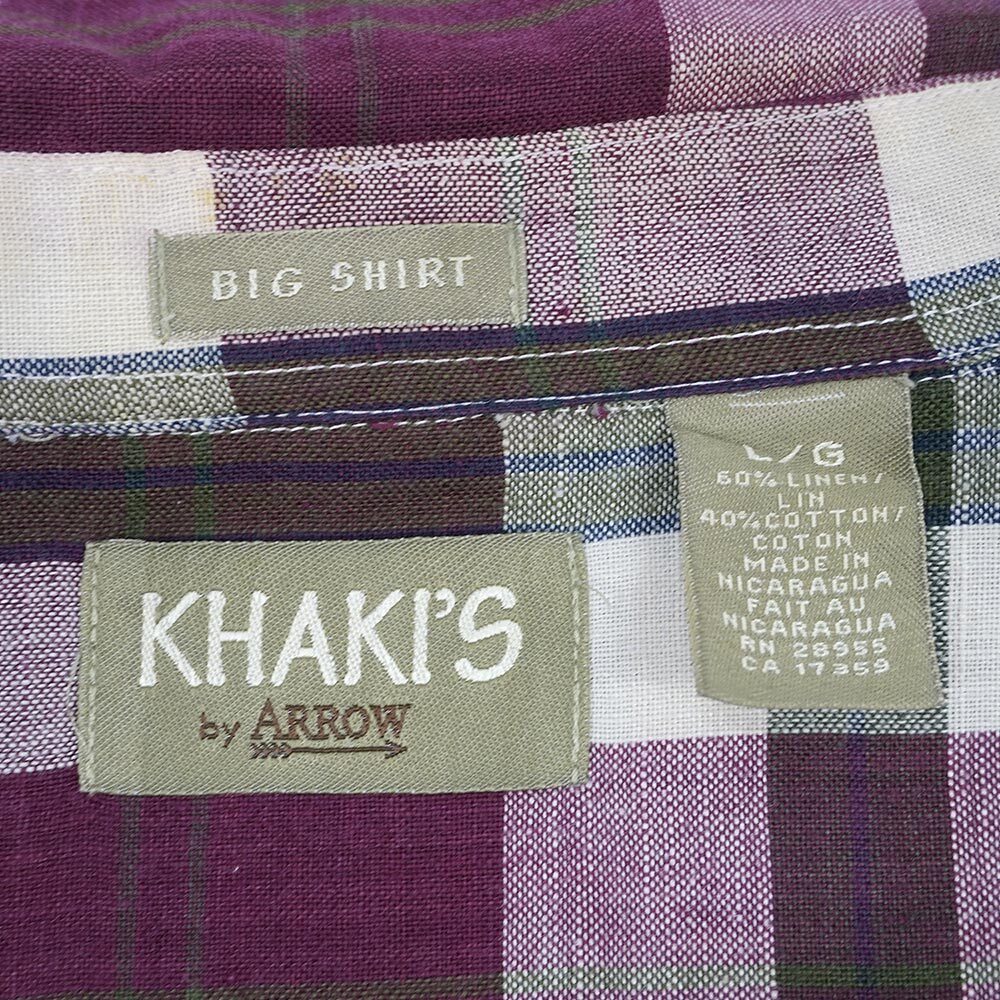 BIG SHIRT
L/G
60% LINEN/
LIN
40% COTTON/
COTON
MADE IN
NICARAGUA
FAIT AU
NICARAGUA
RN 28955
CA 17359
KHAKI'S
by ARROW